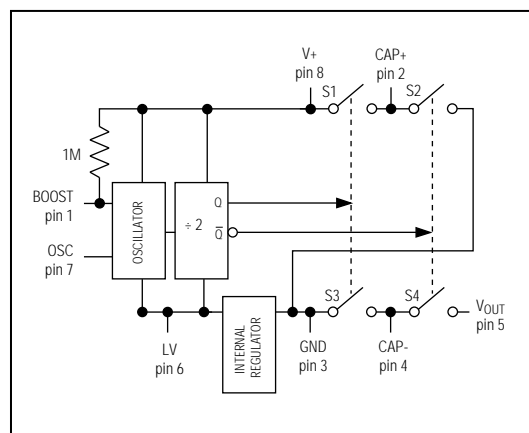 V+
pin 8
CAP+
pin 2
S1
S2
1M
BOOST
pin 1
OSCILLATOR
÷ 2
Q
Q̅
OSC
pin 7
S3
S4
VOUT
pin 5
LV
pin 6
INTERNAL
REGULATOR
GND
pin 3
CAP-
pin 4